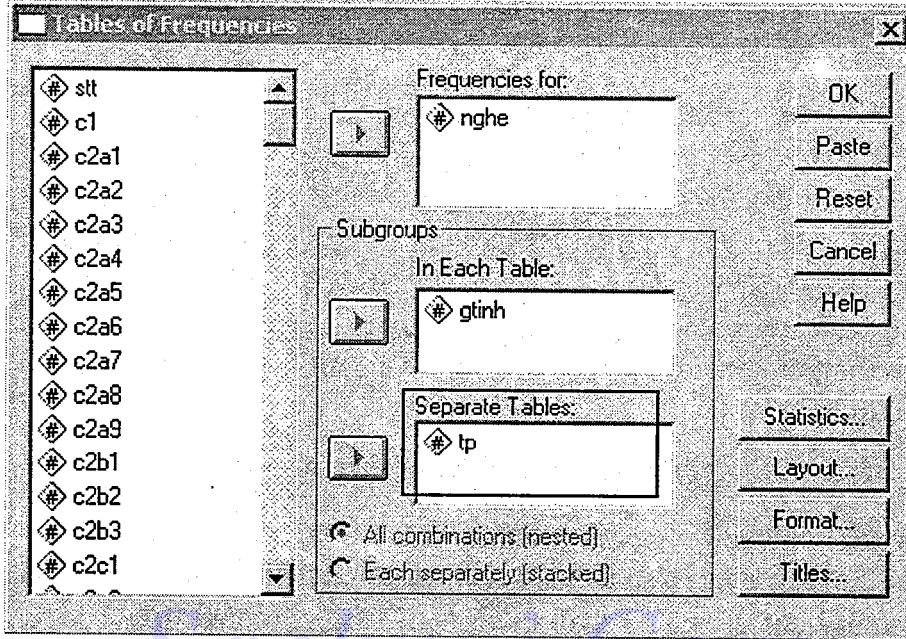 Tables of Frequencies
stt
c1
c2a1
c2a2
c2a3
c2a4
c2a5
c2a6
c2a7
c2a8
c2a9
c2b1
c2b2
c2b3
c2c1
Frequencies for:
nghe
Subgroups
In Each Table:
gtinh
Separate Tables:
tp
All combinations (nested)
Each separately (stacked)
OK
Paste
Reset
Cancel
Help
Statistics...
Layout...
Format...
Titles...